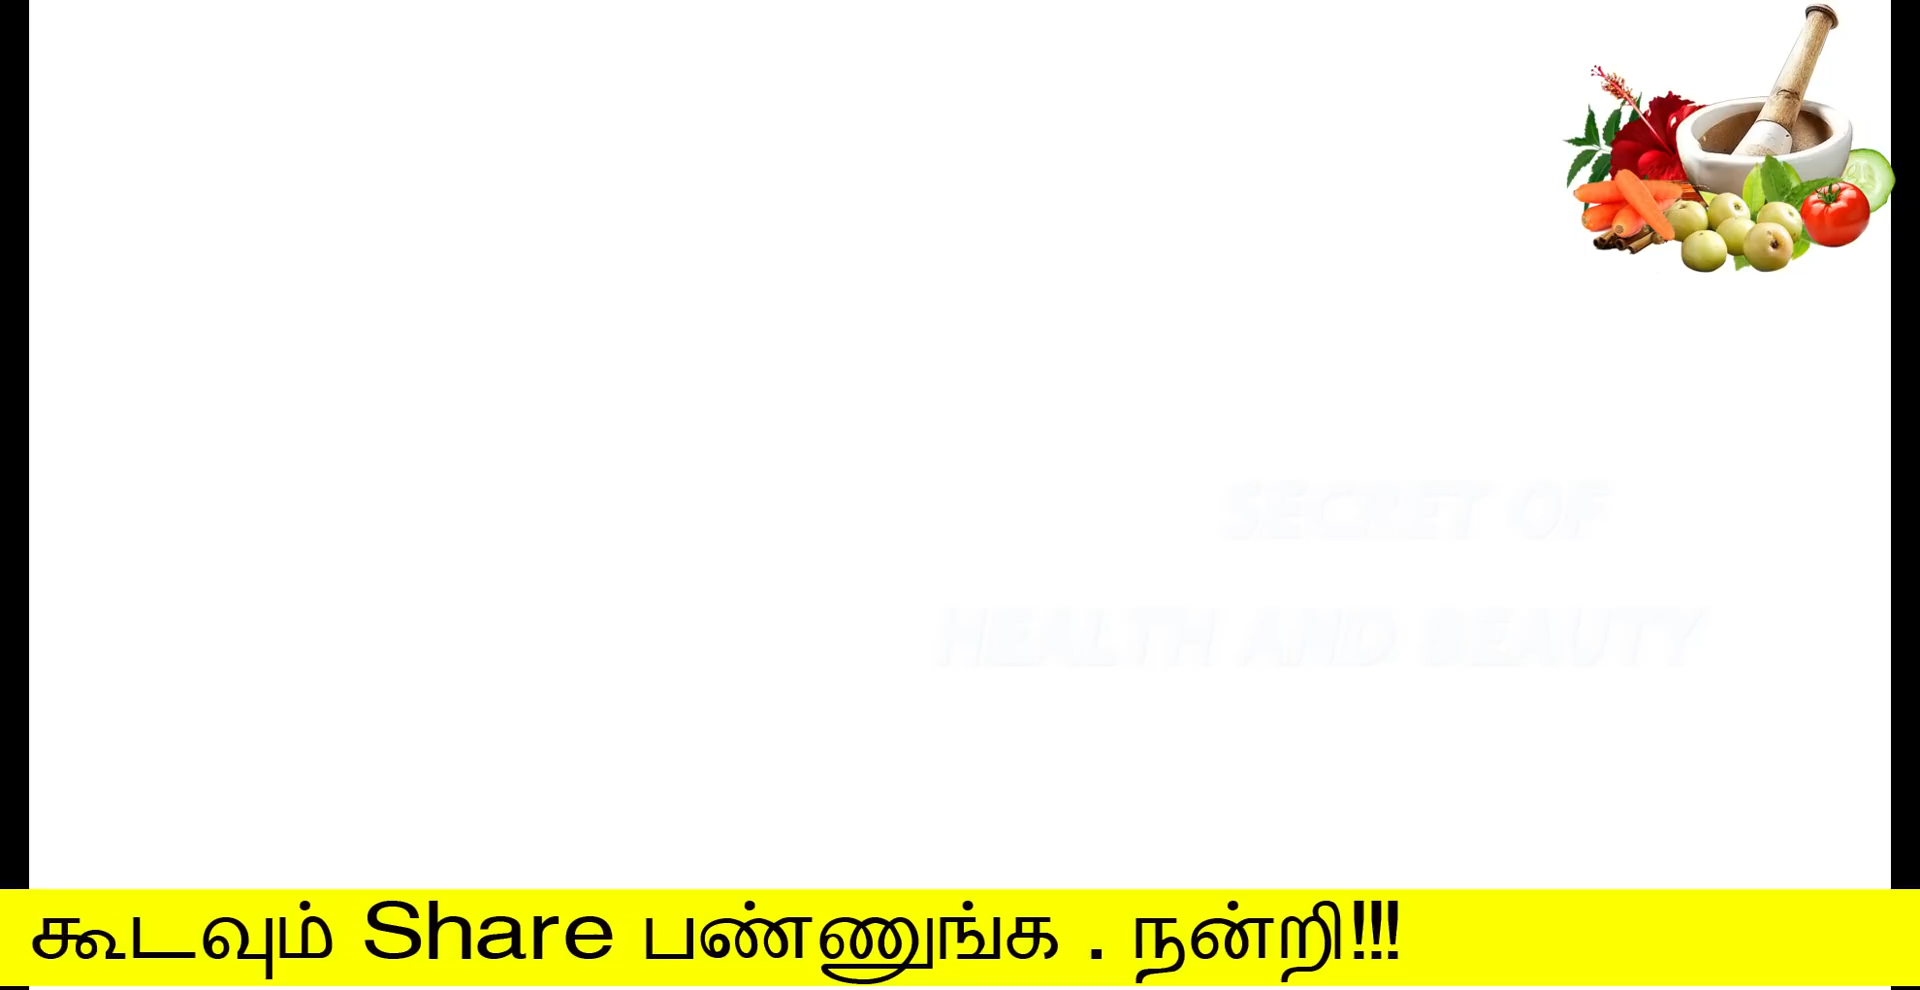 SECRET OF
HEALTH AND BEAUTY
கூடவும் Share பண்ணுங்க . நன்றி!!!